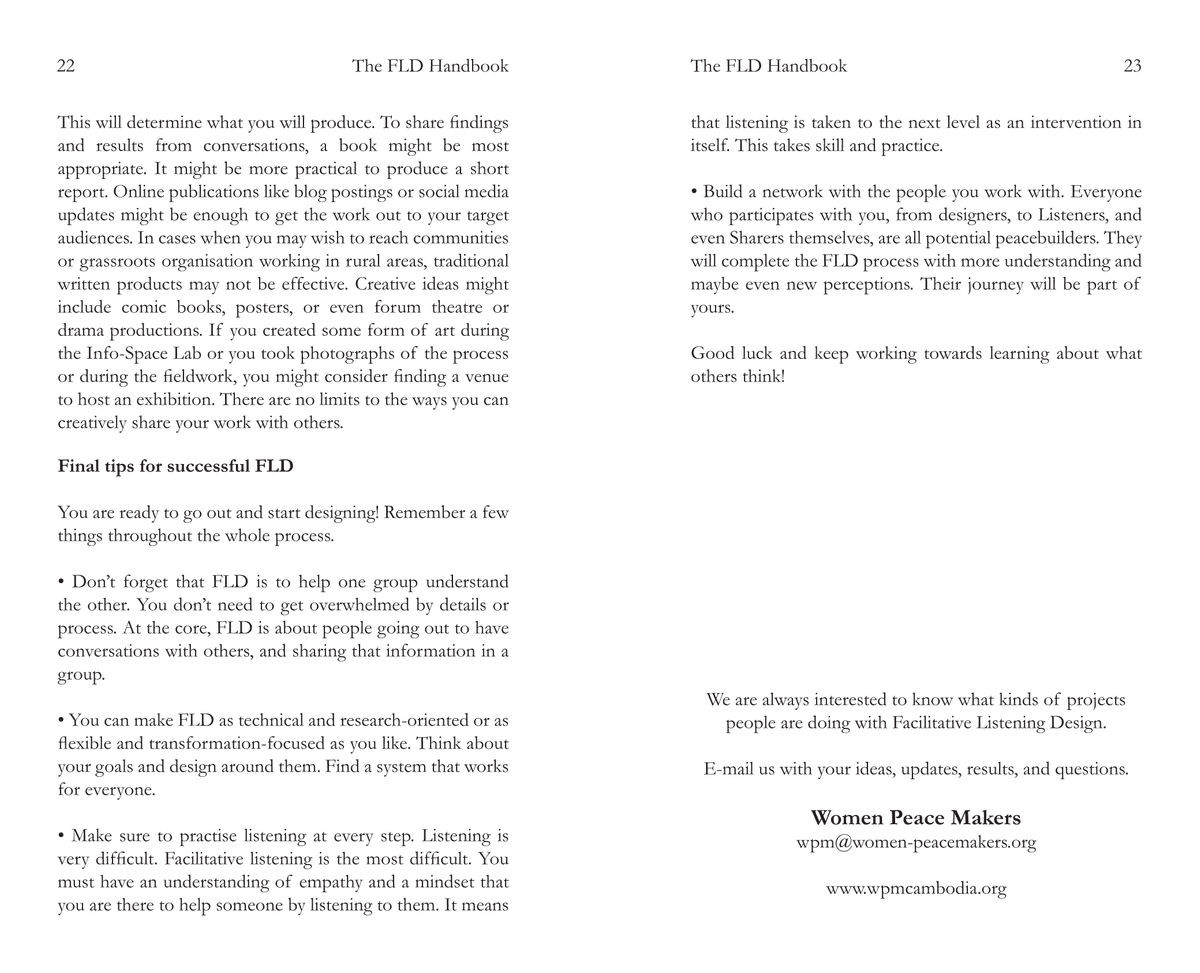 22
The FLD Handbook
This will determine what you will produce. To share findings
and results from conversations, a book might be most
appropriate. It might be more practical to produce a short
report. Online publications like blog postings or social media
updates might be enough to get the work out to your target
audiences. In cases when you may wish to reach communities
or grassroots organisation working in rural areas, traditional
written products may not be effective. Creative ideas might
include comic books, posters, or even forum theatre or
drama productions. If you created some form of art during
the Info-Space Lab or you took photographs of the process
or during the fieldwork, you might consider finding a venue
to host an exhibition. There are no limits to the ways you can
creatively share your work with others.
Final tips for successful FLD
You are ready to go out and start designing! Remember a few
things throughout the whole process.
• Don’t forget that FLD is to help one group understand
the other. You don’t need to get overwhelmed by details or
process. At the core, FLD is about people going out to have
conversations with others, and sharing that information in a
group.
• You can make FLD as technical and research-oriented or as
flexible and transformation-focused as you like. Think about
your goals and design around them. Find a system that works
for everyone.
• Make sure to practise listening at every step. Listening is
very difficult. Facilitative listening is the most difficult. You
must have an understanding of empathy and a mindset that
you are there to help someone by listening to them. It means
The FLD Handbook
23
that listening is taken to the next level as an intervention in
itself. This takes skill and practice.
• Build a network with the people you work with. Everyone
who participates with you, from designers, to Listeners, and
even Sharers themselves, are all potential peacebuilders. They
will complete the FLD process with more understanding and
maybe even new perceptions. Their journey will be part of
yours.
Good luck and keep working towards learning about what
others think!
We are always interested to know what kinds of projects
people are doing with Facilitative Listening Design.
E-mail us with your ideas, updates, results, and questions.
Women Peace Makers
wpm@women-peacemakers.org
www.wpmcambodia.org